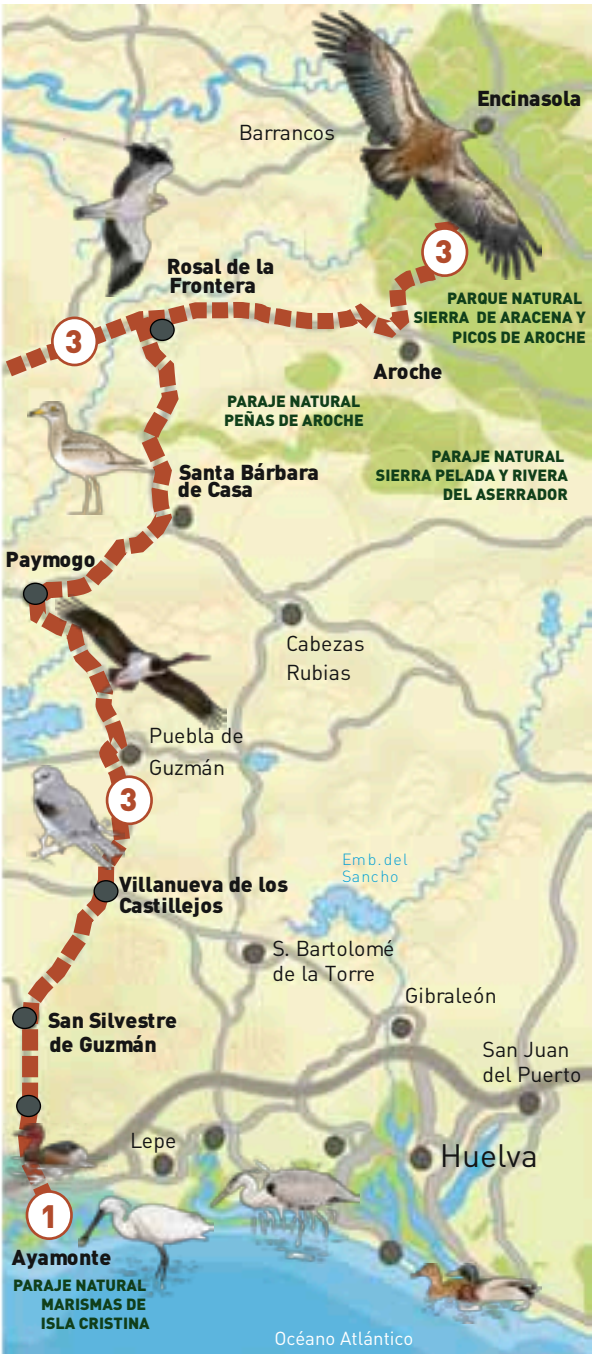 Encinasola
Barrancos
3
Rosal de la
Frontera
PARQUE NATURAL
SIERRA DE ARACENA Y
PICOS DE AROCHE
3
Aroche
PARAJE NATURAL
PEÑAS DE AROCHE
PARAJE NATURAL
SIERRA PELADA Y RIVERA
DEL ASERRADOR
Santa Bárbara
de Casa
Paymogo
Cabezas
Rubias
Puebla de
Guzmán
3
Emb. del
Sancho
Villanueva de los
Castillejos
S. Bartolomé
de la Torre
Gibraleón
San Silvestre
de Guzmán
San Juan
del Puerto
Lepe
Huelva
1
Ayamonte
PARAJE NATURAL
MARISMAS DE
ISLA CRISTINA
Océano Atlántico